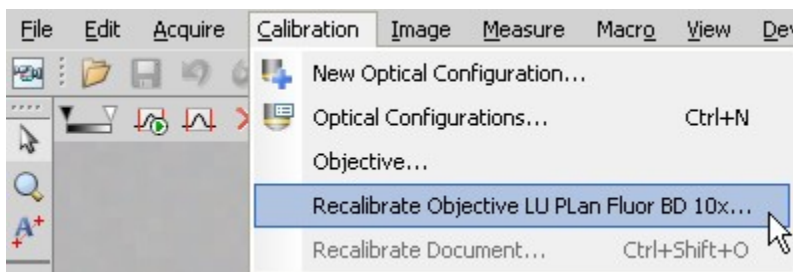 File Edit Acquire Calibration Image Measure Macro View
New Optical Configuration...
Optical Configurations... Ctrl+N
Objective...
Recalibrate Objective LU PLan Fluor BD 10x...
Recalibrate Document... Ctrl+Shift+O